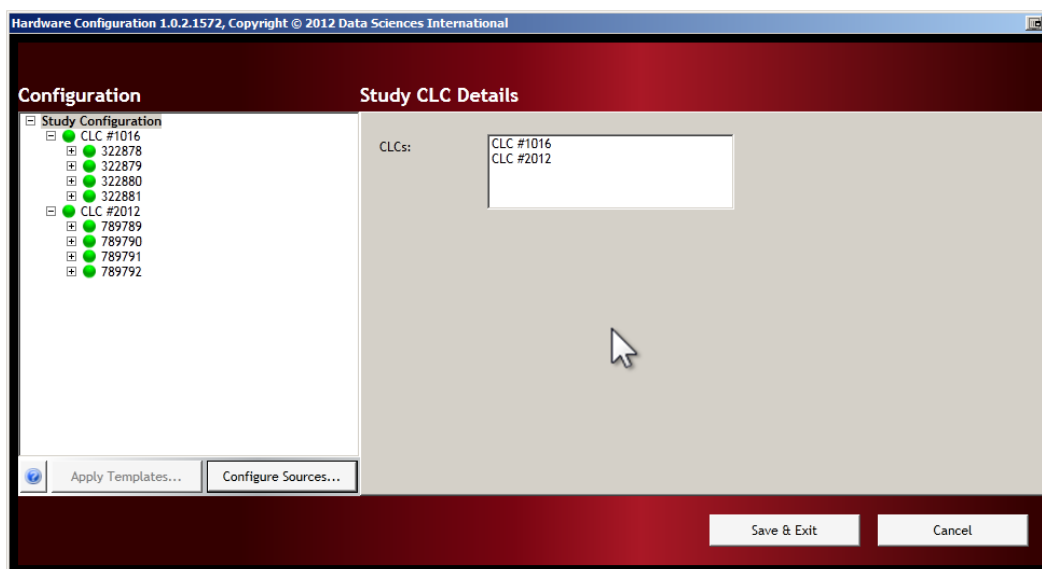 Hardware Configuration 1.0.2.1572, Copyright © 2012 Data Sciences International
Configuration
Study CLC Details
Study Configuration
CLC #1016
322878
322879
322880
322881
CLC #2012
789789
789790
789791
789792
CLCs:
CLC #1016
CLC #2012
Apply Templates...
Configure Sources...
Save & Exit
Cancel